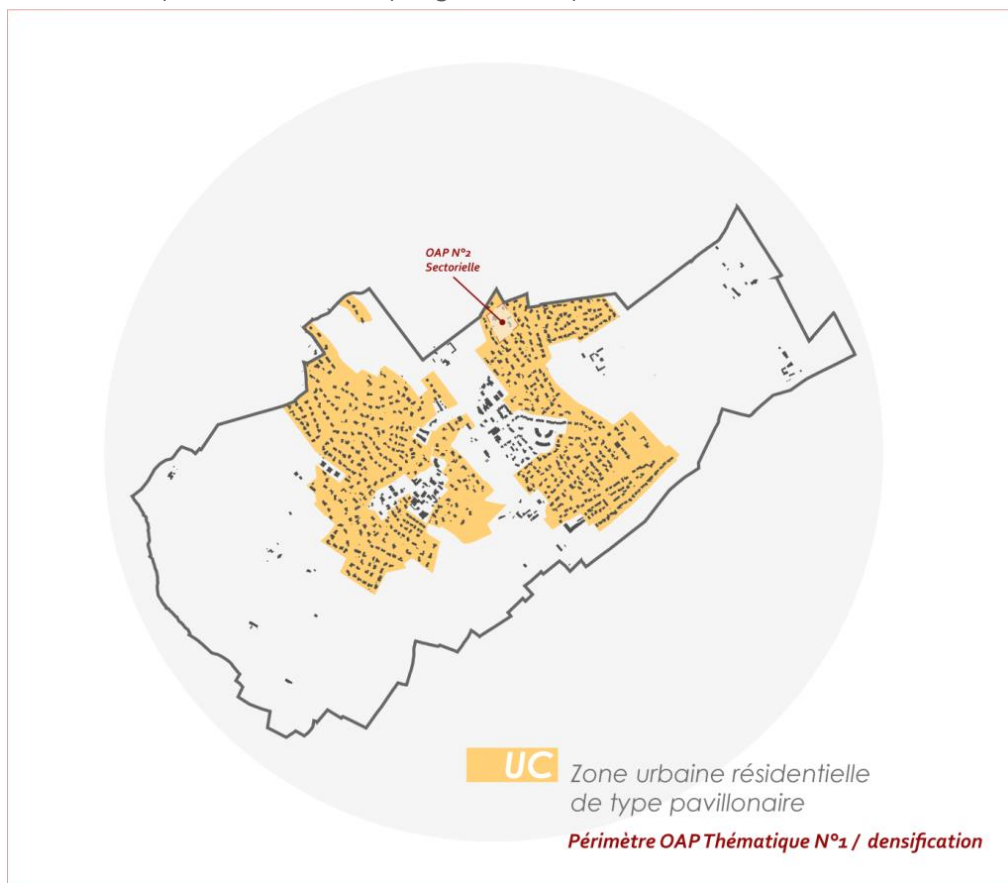 OAP N°2
Sectorielle
UC
Zone urbaine résidentielle
de type pavillonaire
Périmètre OAP Thématique N°1 / densification